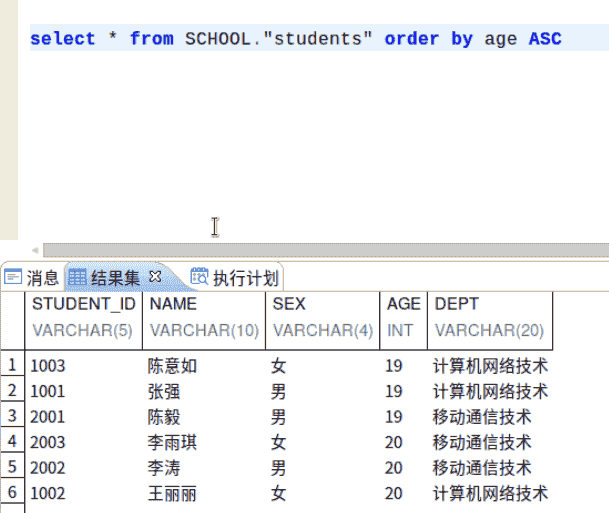 select * from SCHOOL."students" order by age ASC
消息 结果集 执行计划
STUDENT_ID NAME SEX AGE DEPT
VARCHAR(5) VARCHAR(10) VARCHAR(4) INT VARCHAR(20)
1 1003 陈意如 女 19 计算机网络技术
2 1001 张强 男 19 计算机网络技术
3 2001 陈毅 男 19 移动通信技术
4 2003 李雨琪 女 20 移动通信技术
5 2002 李涛 男 20 移动通信技术
6 1002 王丽丽 女 20 计算机网络技术